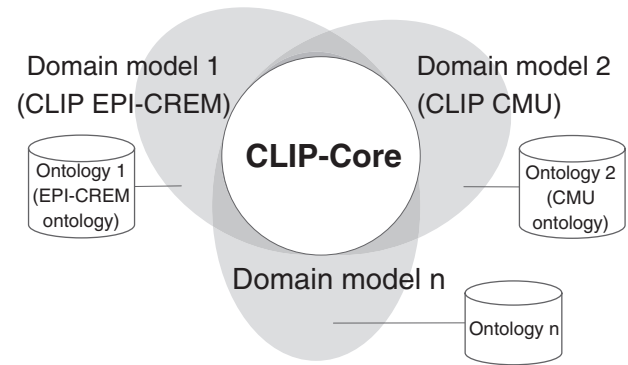 Domain model 1
(CLIP EPI-CREM)
Domain model 2
(CLIP CMU)
CLIP-Core
Ontology 1
(EPI-CREM
ontology)
Ontology 2
(CMU
ontology)
Domain model n
Ontology n